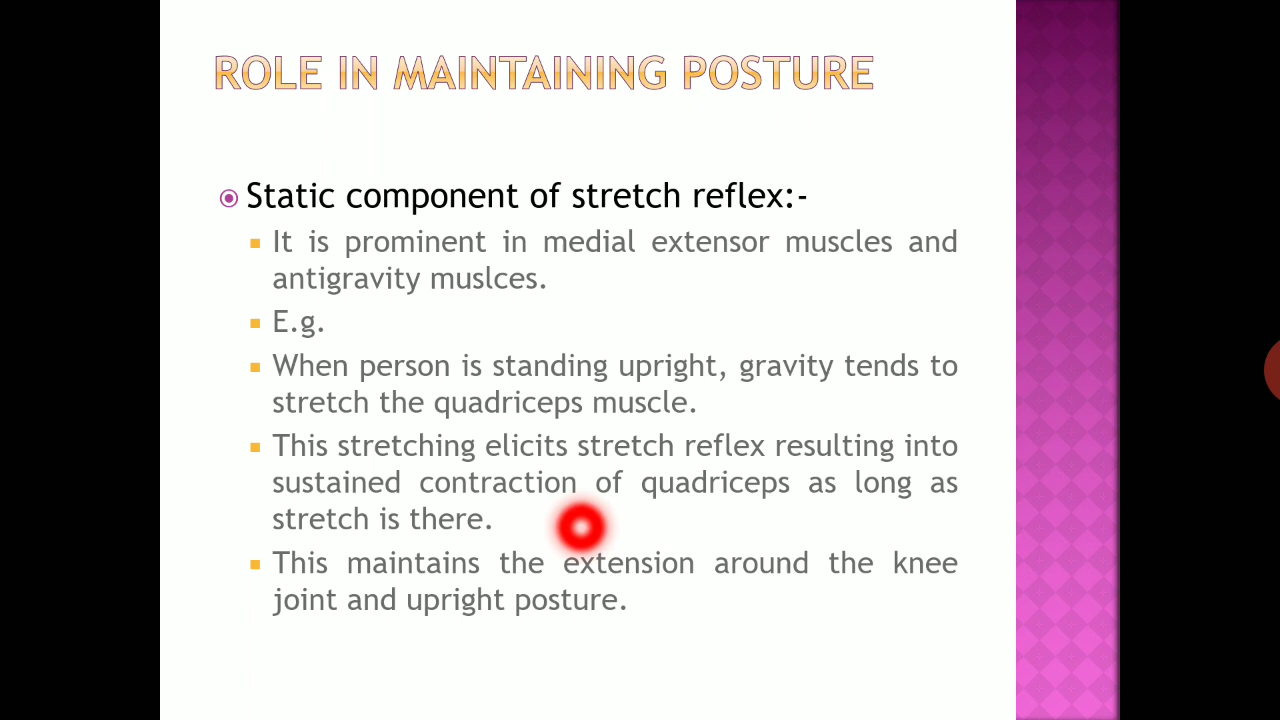 ROLE IN MAINTAINING POSTURE
Static component of stretch reflex:-
It is prominent in medial extensor muscles and
antigravity muslces.
E.g.
When person is standing upright, gravity tends to
stretch the quadriceps muscle.
This stretching elicits stretch reflex resulting into
sustained contraction of quadriceps as long as
stretch is there.
This maintains the extension around the knee
joint and upright posture.